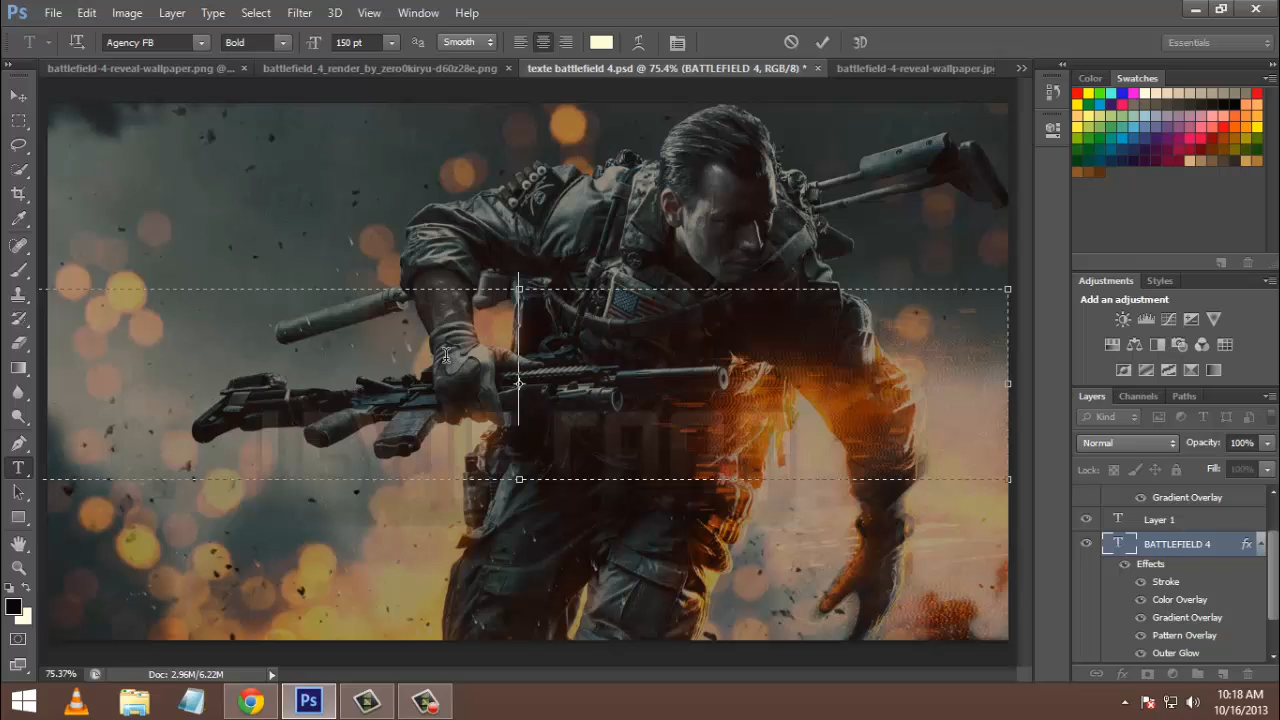 Ps File Edit Image Layer Type Select Filter 3D View Window Help
T Agency FB Bold 150 pt Smooth 3D Essentials
battlefield-4-reveal-wallpaper.png @... × battlefield_4_render_by_zero0kiryu-d60z28e.png × texte battlefield 4.psd @ 75.4% (BATTLEFIELD 4, RGB/8) * × battlefield-4-reveal-wallpaper.jp
Color Swatches
Adjustments Styles
Add an adjustment
Layers Channels Paths
Kind
Normal Opacity: 100%
Lock: Fill: 100%
Gradient Overlay
T Layer 1
T BATTLEFIELD 4 fx
Effects
Stroke
Color Overlay
Gradient Overlay
Pattern Overlay
Outer Glow
75.37% Doc: 2.96M/6.22M
Ps
10:18 AM
10/16/2013